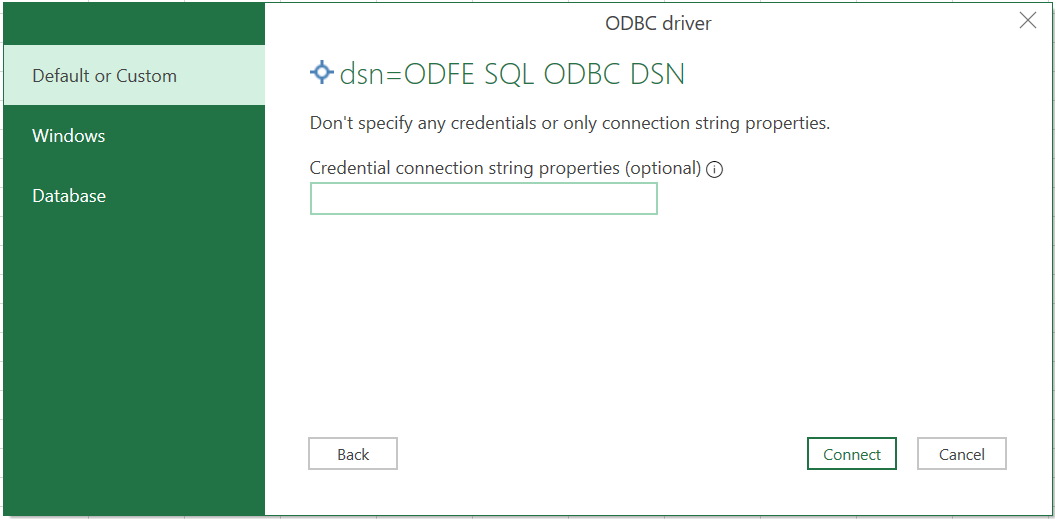 ODBC driver
Default or Custom
Windows
Database
dsn=ODFE SQL ODBC DSN
Don't specify any credentials or only connection string properties.
Credential connection string properties (optional)
Back
Connect
Cancel